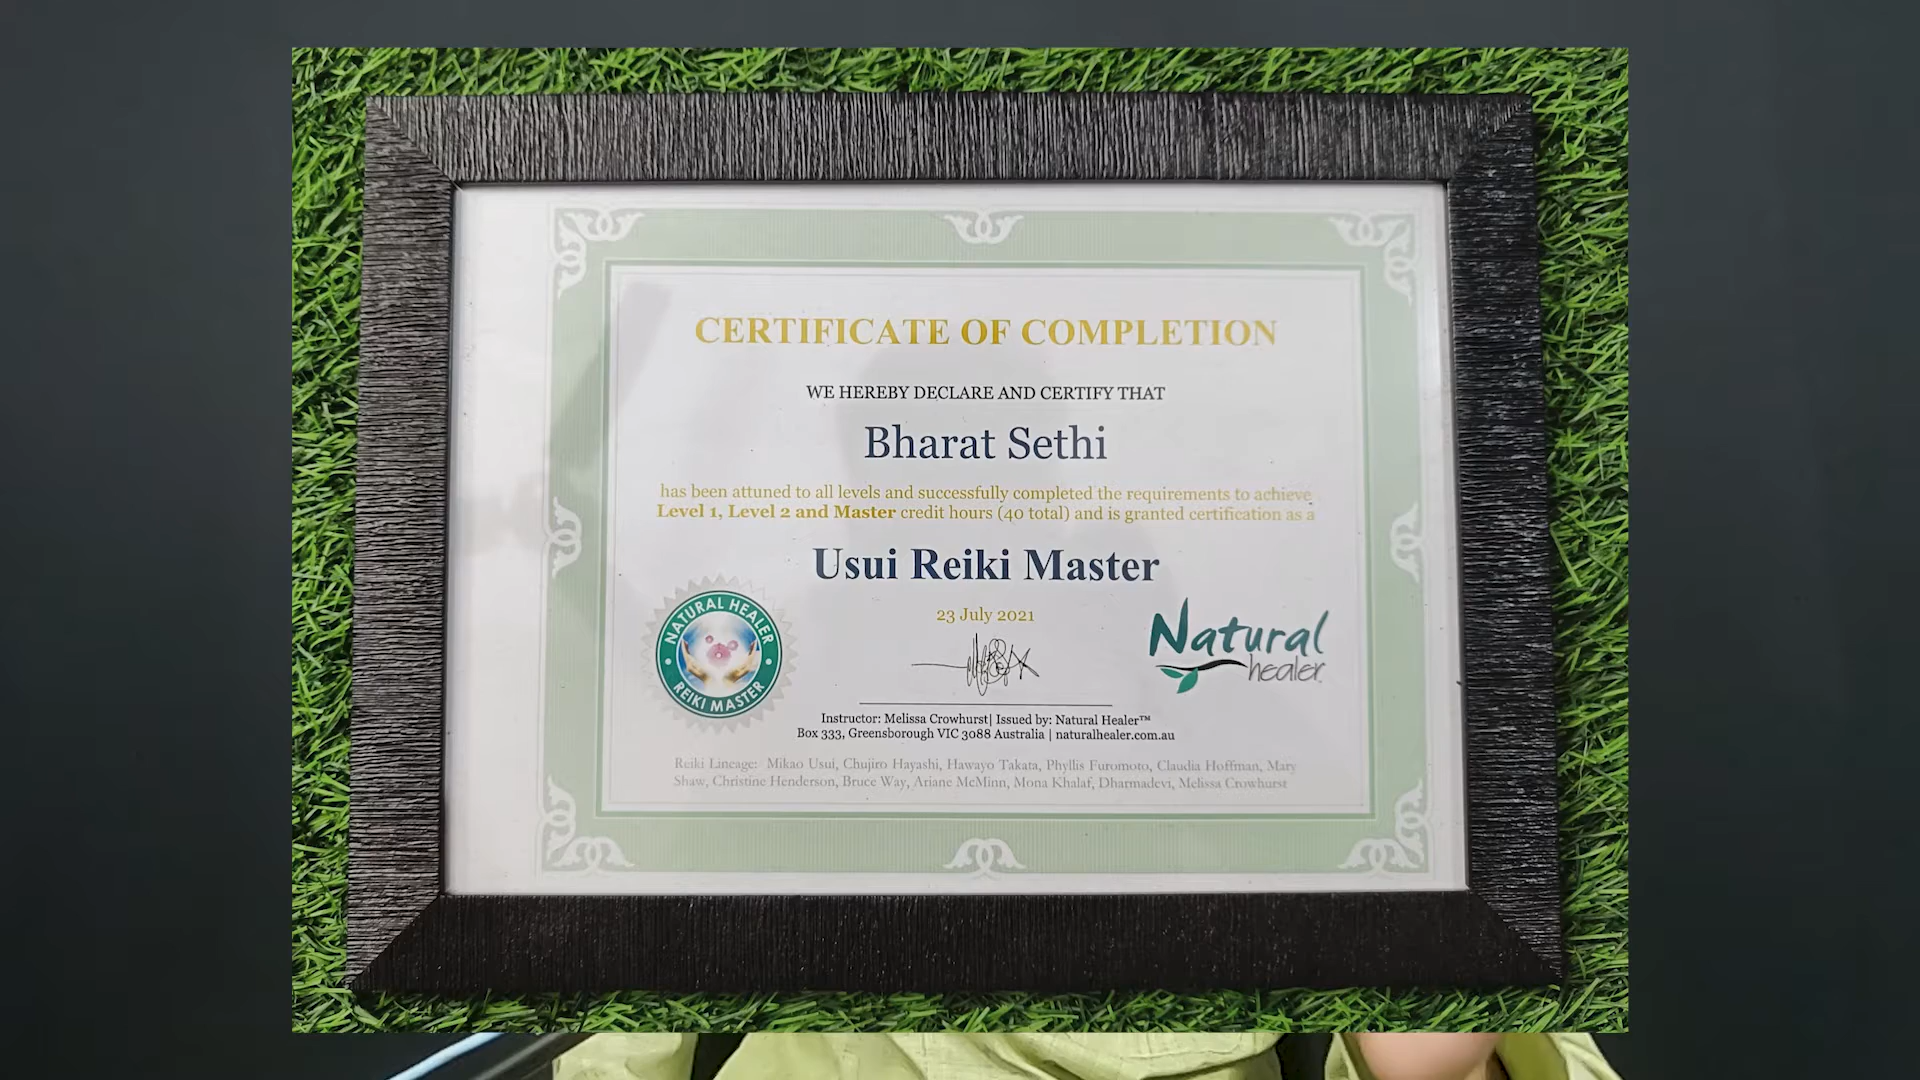 CERTIFICATE OF COMPLETION
WE HEREBY DECLARE AND CERTIFY THAT
Bharat Sethi
has been attuned to all levels and successfully completed the requirements to achieve
Level 1, Level 2 and Master credit hours (40 total) and is granted certification as a
Usui Reiki Master
23 July 2021
NATURAL HEALER
REIKI MASTER
Natural
healer
Instructor: Melissa Crowhurst| Issued by: Natural Healer™
Box 333, Greensborough VIC 3088 Australia | naturalhealer.com.au
Reiki Lineage: Mikao Usui, Chujiro Hayashi, Hawayo Takata, Phyllis Furomoto, Claudia Hoffman, Mary
Shaw, Christine Henderson, Bruce Way, Ariane McMinn, Mona Khalaf, Dharmadevi, Melissa Crowhurst